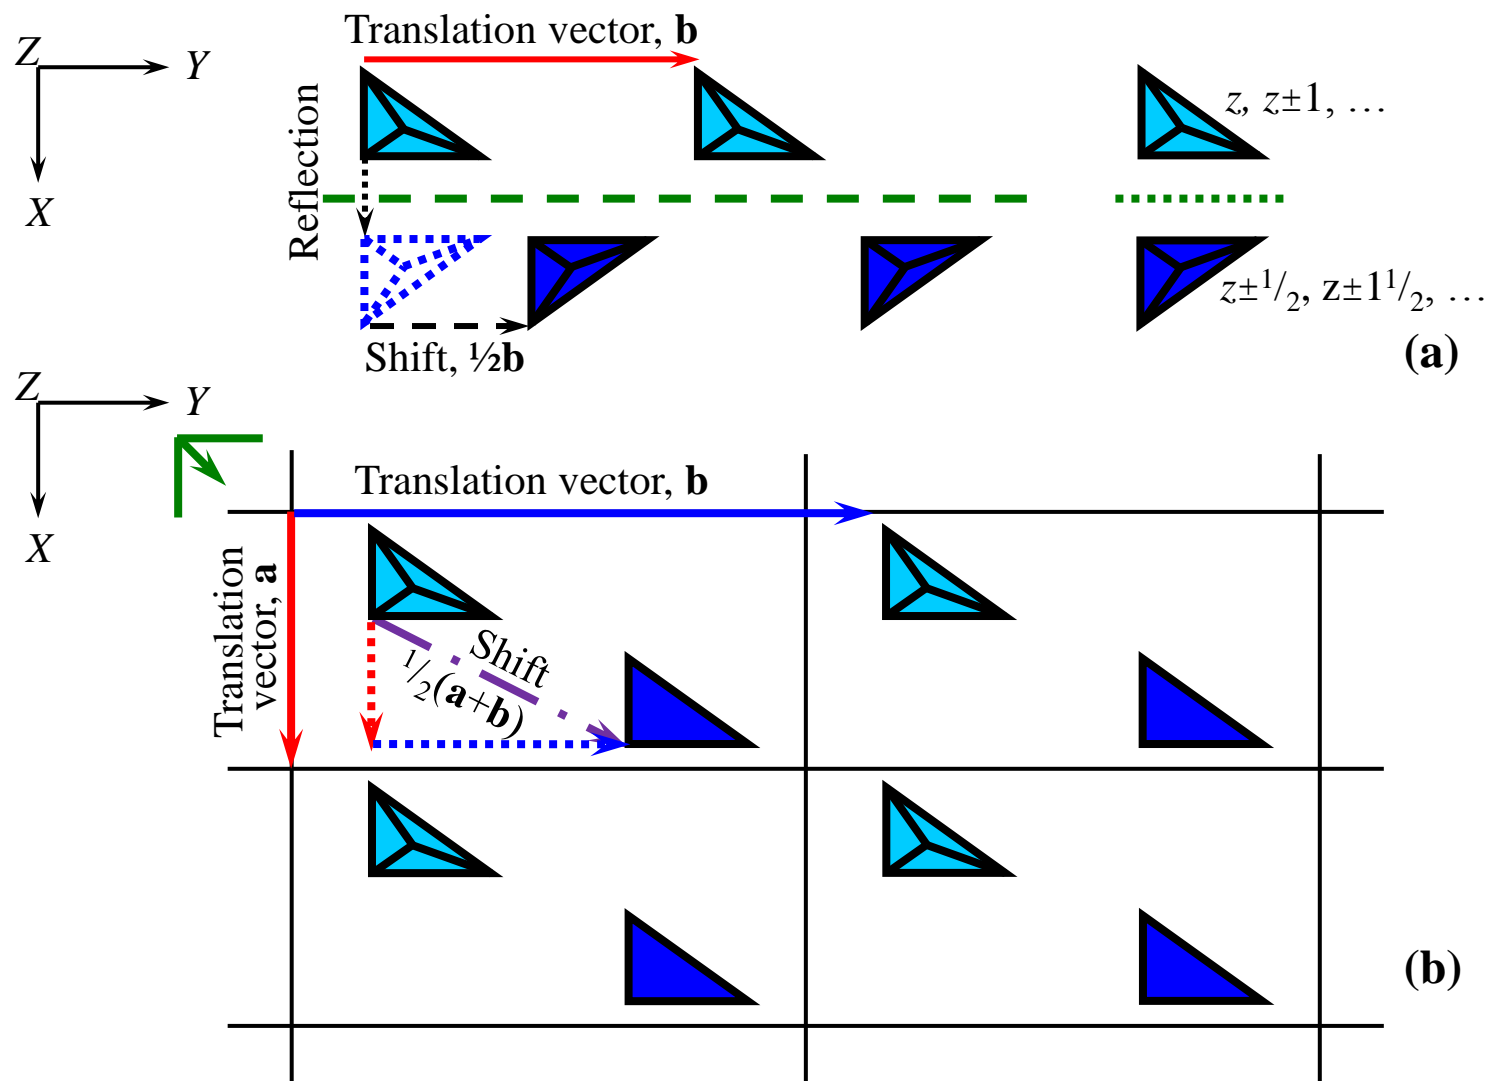 Translation vector, b
Z
Y
X
Reflection
z, z±1, …
z±1/2, z±11/2, …
Shift, ½b
(a)
Z
Y
X
Translation vector, b
Translation
vector, a
Shift
1/2(a+b)
(b)